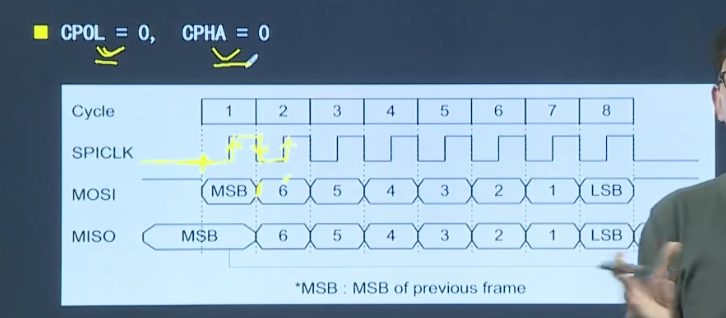 CPOL = 0, CPHA = 0
Cycle 1 2 3 4 5 6 7 8
SPICLK
MOSI MSB 6 5 4 3 2 1 LSB
MISO MSB 6 5 4 3 2 1 LSB
*MSB : MSB of previous frame